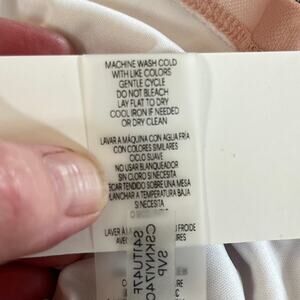 MACHINE WASH COLD
WITH LIKE COLORS
GENTLE CYCLE
DO NOT BLEACH
LAY FLAT TO DRY
COOL IRON IF NEEDED
OR DRY CLEAN
LAVAR A MÁQUINA CON AGUA FRÍA
CON COLORES SIMILARES
CICLO SUAVE
NO USAR BLANQUEADOR
SIN CLORO SI NECESITA
TENDIDO SOBRE UNA MESA
PLANCHAR A TEMPERATURA BAJA
SI NECESITA
LAVER À
FROIDE